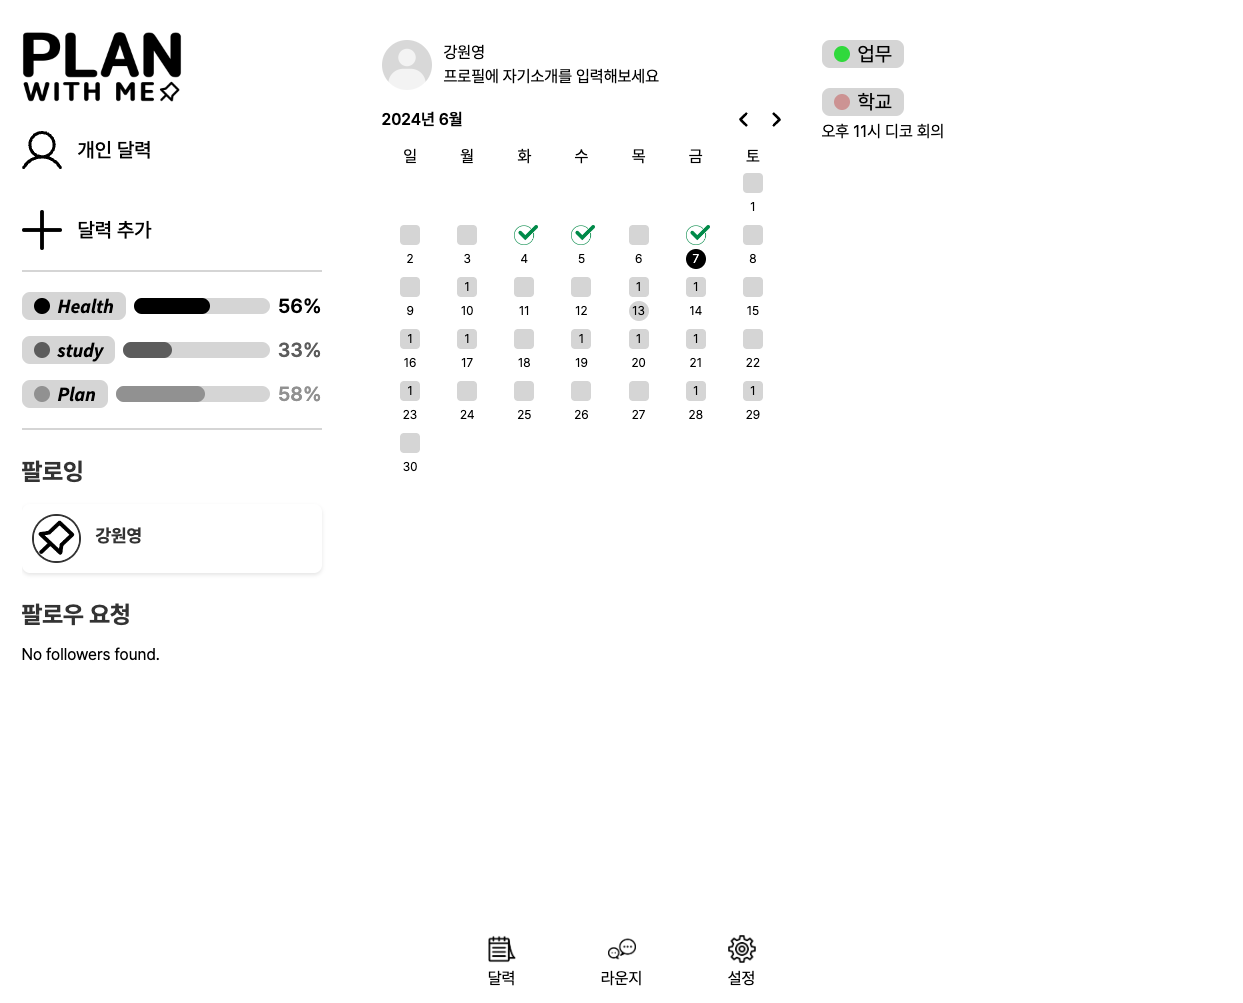 PLAN
WITH ME
개인 달력
달력 추가
Health 56%
study 33%
Plan 58%
팔로잉
강원영
팔로우 요청
No followers found.
강원영
프로필에 자기소개를 입력해보세요
2024년 6월
일 월 화 수 목 금 토
1
2 3 4 5 6 7 8
1 1 1
9 10 11 12 13 14 15
1 1 1 1 1
16 17 18 19 20 21 22
1 1 1
23 24 25 26 27 28 29
30
업무
학교
오후 11시 디코 회의
달력 라운지 설정